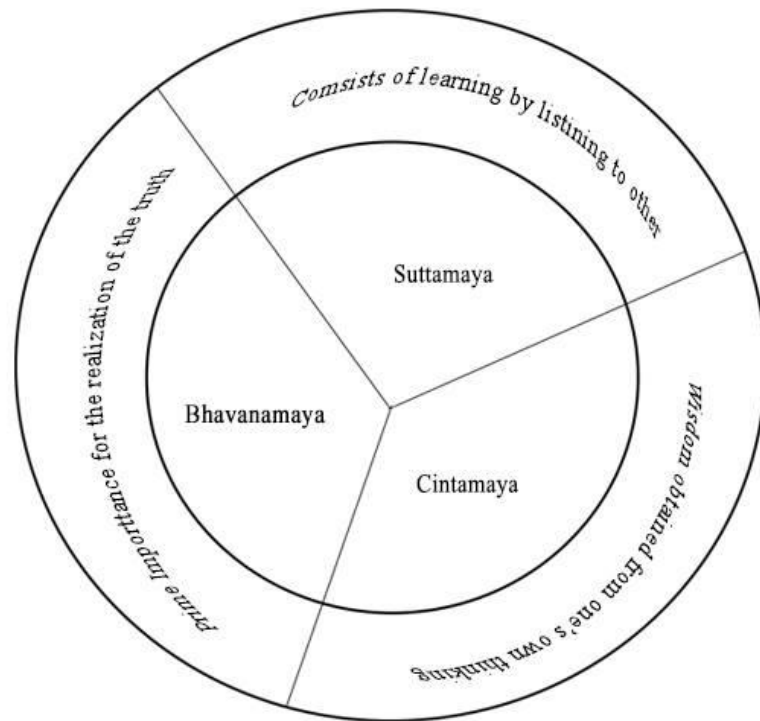 Comsists of learning by listining to other
Suttamaya
Prime Importance for the realization of the truth
Bhavanamaya
Cintamaya
Wisdom obtained from one's own thinking